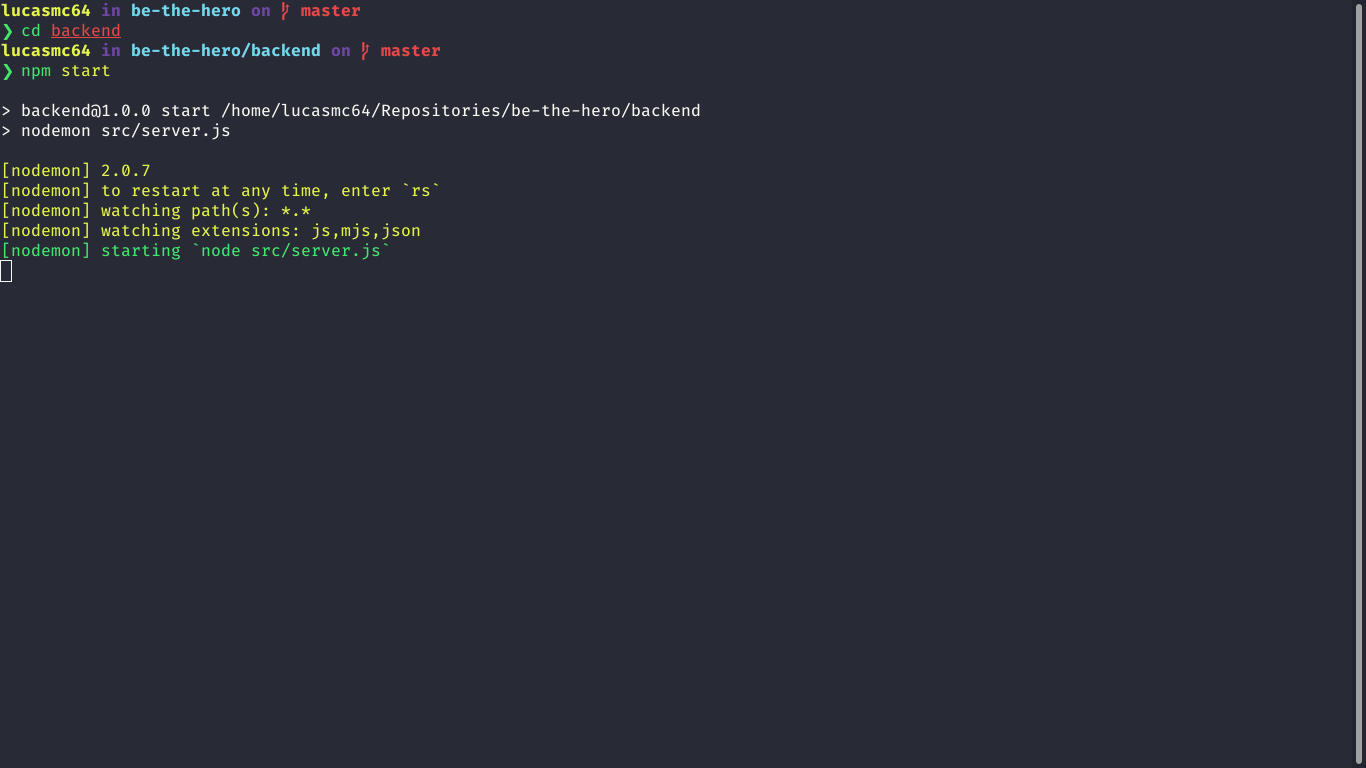 lucasmc64 in be-the-hero on master
❯ cd backend
lucasmc64 in be-the-hero/backend on master
❯ npm start
> backend@1.0.0 start /home/lucasmc64/Repositories/be-the-hero/backend
> nodemon src/server.js
[nodemon] 2.0.7
[nodemon] to restart at any time, enter `rs`
[nodemon] watching path(s): *.*
[nodemon] watching extensions: js,mjs,json
[nodemon] starting `node src/server.js`